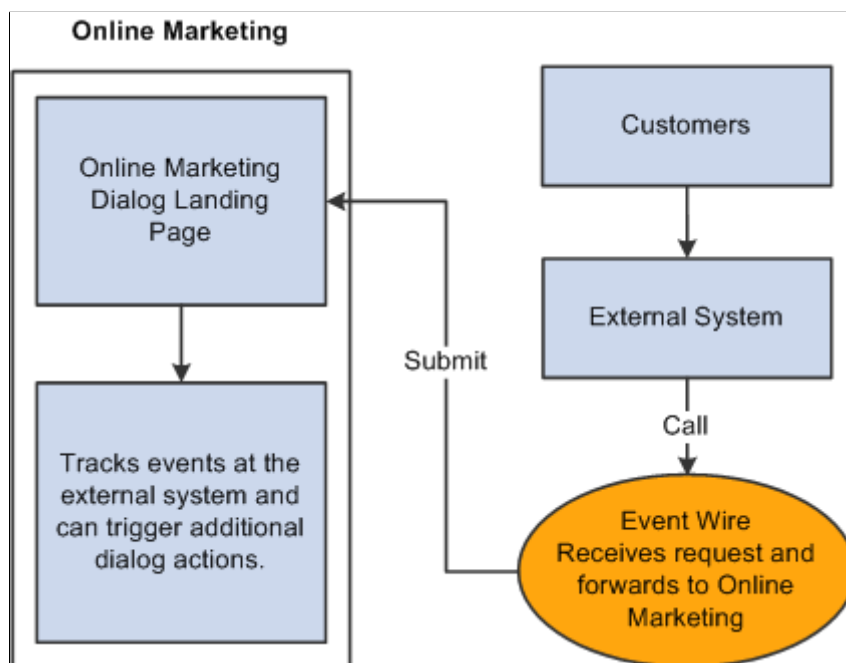 Online Marketing
Online Marketing
Dialog Landing
Page
Tracks events at the
external system and
can trigger additional
dialog actions.
Submit
Customers
External System
Call
Event Wire
Receives request and
forwards to Online
Marketing